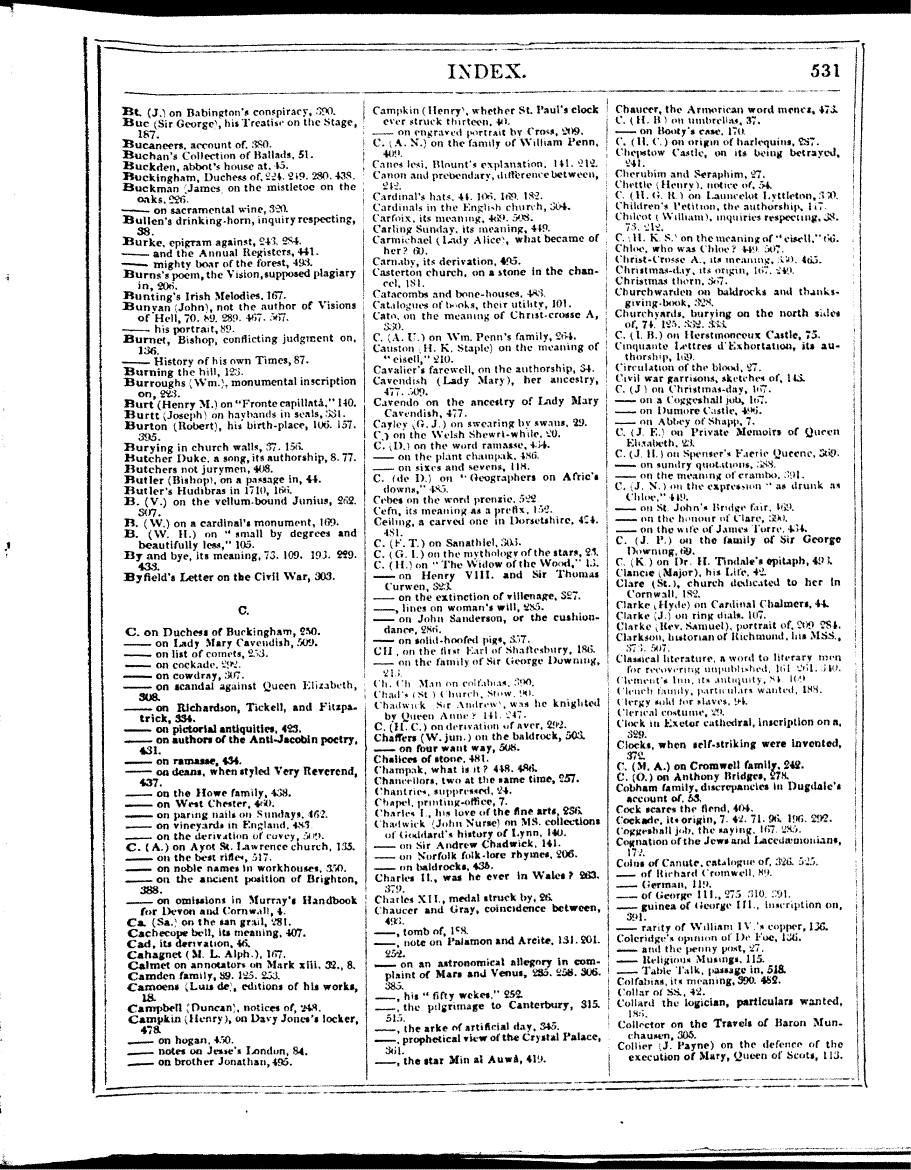 INDEX. 531
Bt. (J.) on Babington's conspiracy, 390.
Buc (Sir George), his Treatise on the Stage,
187.
Bucaneers, account of, 380.
Buchan's Collection of Ballads, 51.
Buckden, abbot's house at, 45.
Buckingham, Duchess of, 224. 249. 280. 438.
Buckman (James) on the mistletoe on the
oaks, 226.
—— on sacramental wine, 320.
Bullen's drinking-horn, inquiry respecting,
38.
Burke, epigram against, 243. 284.
—— and the Annual Registers, 441.
—— mighty boar of the forest, 493.
Burns's poem, the Vision, supposed plagiary
in, 206.
Bunting's Irish Melodies, 167.
Bunyan (John), not the author of Visions
of Hell, 70. 89. 289. 467. 567.
—— his portrait, 89.
Burnet, Bishop, conflicting judgment on,
136.
—— History of his own Times, 87.
Burning the hill, 123.
Burroughs (Wm.), monumental inscription
on, 223.
Burt (Henry M.) on "Fronte capillatâ," 140.
Burtt (Joseph) on haybands in seals, 331.
Burton (Robert), his birth-place, 106. 157.
395.
Burying in church walls, 37. 156.
Butcher Duke, a song, its authorship, 8. 77.
Butchers not jurymen, 408.
Butler (Bishop), on a passage in, 44.
Butler's Hudibras in 1710, 166.
B. (V.) on the vellum-bound Junius, 262.
307.
B. (W.) on a cardinal's monument, 169.
B. (W. H.) on "small by degrees and
beautifully less," 105.
By and bye, its meaning, 73. 109. 193. 229.
433.
Byfield's Letter on the Civil War, 303.
C.
C. on Duchess of Buckingham, 250.
—— on Lady Mary Cavendish, 509.
—— on list of comets, 253.
—— on cockade, 292.
—— on cowdray, 307.
—— on scandal against Queen Elizabeth,
308.
—— on Richardson, Tickell, and Fitzpa-
trick, 334.
—— on pictorial antiquities, 423.
—— on authors of the Anti-Jacobin poetry,
431.
—— on ramasse, 434.
—— on deans, when styled Very Reverend,
437.
—— on the Howe family, 438.
—— on West Chester, 460.
—— on paring nails on Sundays, 462.
—— on vineyards in England, 483.
—— on the derivation of covey, 509.
C. (A.) on Ayot St. Lawrence church, 135.
—— on the best rifles, 517.
—— on noble names in workhouses, 350.
—— on the ancient position of Brighton,
388.
—— on omissions in Murray's Handbook
for Devon and Cornwall, 4.
Ca. (Sa.) on the san grail, 281.
Cachecope bell, its meaning, 407.
Cad, its derivation, 46.
Cahagnet (M. L. Alph.), 167.
Calmet on annotators on Mark xiii. 32., 8.
Camden family, 89. 125. 253.
Camoens (Luis de), editions of his works,
18.
Campbell (Duncan), notices of, 248.
Campkin (Henry), on Davy Jones's locker,
478.
—— on hogan, 450.
—— notes on Jesse's London, 84.
—— on brother Jonathan, 495.
Campkin (Henry), whether St. Paul's clock
ever struck thirteen, 40.
—— on engraved portrait by Cross, 209.
C. (A. N.) on the family of William Penn,
409.
Canes lesi, Blount's explanation, 141. 212.
Canon and prebendary, difference between,
242.
Cardinal's hats, 44. 106. 169. 182.
Cardinals in the English church, 304.
Carfoix, its meaning, 469. 508.
Carling Sunday, its meaning, 449.
Carmichael (Lady Alice), what became of
her? 60.
Carnaby, its derivation, 495.
Casterton church, on a stone in the chan-
cel, 181.
Catacombs and bone-houses, 483.
Catalogues of books, their utility, 101.
Cato, on the meaning of Christ-crosse A,
330.
C. (A. U.) on Wm. Penn's family, 264.
Causton (H. K. Staple) on the meaning of
"eisell," 210.
Cavalier's farewell, on the authorship, 34.
Cavendish (Lady Mary), her ancestry,
477. 509.
Cavendo on the ancestry of Lady Mary
Cavendish, 477.
Cayley (G. J.) on swearing by swans, 29.
C.) on the Welsh Shewri-while, 20.
C. (D.) on the word ramasse, 434.
—— on the plant champak, 486.
—— on sixes and sevens, 118.
C. (de D.) on "Geographers on Afric's
downs," 485.
Cebes on the word prenzie, 522.
Cefn, its meaning as a prefix, 152.
Ceiling, a carved one in Dorsetshire, 424.
481.
C. (F. T.) on Sanathiel, 303.
C. (G. I.) on the mythology of the stars, 23.
C. (H.) on "The Widow of the Wood," 13.
—— on Henry VIII. and Sir Thomas
Curwen, 323.
—— on the extinction of villenage, 327.
——, lines on woman's will, 285.
—— on John Sanderson, or the cushion-
dance, 286.
—— on solid-hoofed pigs, 357.
CH., on the first Earl of Shaftesbury, 186.
—— on the family of Sir George Downing,
213.
Ch. Ch. Man on colfabias, 390.
Chad's (St.) Church, Stow, 90.
Chadwick (Sir Andrew), was he knighted
by Queen Anne? 141. 247.
C. (H. C.) on derivation of aver, 292.
Chaffers (W. jun.) on the baldrock, 503.
—— on four want way, 508.
Chalices of stone, 481.
Champak, what is it? 448. 486.
Chancellors, two at the same time, 257.
Chantries, suppressed, 24.
Chapel, printing-office, 7.
Charles I., his love of the fine arts, 236.
Chadwick (John Nurse) on MS. collections
of Goddard's history of Lynn, 140.
—— on Sir Andrew Chadwick, 141.
—— on Norfolk folk-lore rhymes, 206.
—— on baldrocks, 435.
Charles II., was he ever in Wales? 263.
379.
Charles XII., medal struck by, 26.
Chaucer and Gray, coincidence between,
492.
——, tomb of, 188.
——, note on Palamon and Arcite, 131. 201.
252.
—— on an astronomical allegory in com-
plaint of Mars and Venus, 235. 258. 306.
385.
——, his "fifty wekes," 252.
——, the pilgrimage to Canterbury, 315.
515.
——, the arke of artificial day, 345.
——, prophetical view of the Crystal Palace,
361.
——, the star Min al Auwâ, 419.
Chaucer, the Armorican word menez, 473.
C. (H. B.) on umbrellas, 37.
—— on Booty's case, 170.
C. (H. C.) on origin of harlequins, 287.
Chepstow Castle, on its being betrayed,
241.
Cherubim and Seraphim, 27.
Chettle (Henry), notice of, 54.
C. (H. G. R.) on Launcelot Lyttleton, 330.
Children's Petition, the authorship, 147.
Chilcot (William), inquiries respecting, 38.
73. 212.
C. (H. K. S.) on the meaning of "eisell," 66.
Chloe, who was Chloe? 449. 507.
Christ-Crosse A., its meaning, 330. 465.
Christmas-day, its origin, 167. 249.
Christmas thorn, 367.
Churchwarden on baldrocks and thanks-
giving-book, 328.
Churchyards, burying on the north sides
of, 74. 125. 332. 333.
C. (I. B.) on Herstmonceux Castle, 75.
Cinquante Lettres d'Exhortation, its au-
thorship, 169.
Circulation of the blood, 27.
Civil war garrisons, sketches of, 143.
C. (J.) on Christmas-day, 167.
—— on a Coggeshall job, 167.
—— on Dumore Castle, 496.
—— on Abbey of Shapp, 7.
C. (J. E.) on Private Memoirs of Queen
Elizabeth, 23.
C. (J. H.) on Spenser's Faerie Queene, 369.
—— on sundry quotations, 388.
—— on the meaning of crambo, 391.
C. (J. N.) on the expression "as drunk as
Chloe," 449.
—— on St. John's Bridge fair, 469.
—— on the honour of Clare, 390.
—— on the wife of James Torre, 434.
C. (J. P.) on the family of Sir George
Downing, 69.
C. (K.) on Dr. H. Tindale's epitaph, 493.
Clancie (Major), his Life, 42.
Clare (St.), church dedicated to her in
Cornwall, 182.
Clarke (Hyde) on Cardinal Chalmers, 44.
Clarke (J.) on ring dials, 107.
Clarke (Rev. Samuel), portrait of, 209. 284.
Clarkson, historian of Richmond, his MSS.,
373. 507.
Classical literature, a word to literary men
for recovering unpublished, 161. 261. 340.
Clement's Inn, its antiquity, 84. 109.
Clench family, particulars wanted, 188.
Clergy sold for slaves, 94.
Clerical costume, 29.
Clock in Exeter cathedral, inscription on a,
329.
Clocks, when self-striking were invented,
372.
C. (M. A.) on Cromwell family, 242.
C. (O.) on Anthony Bridges, 278.
Cobham family, discrepancies in Dugdale's
account of, 53.
Cock scares the fiend, 404.
Cockade, its origin, 7. 42. 71. 96. 196. 292.
Coggeshall job, the saying, 167. 285.
Cognation of the Jews and Lacedæmonians,
172.
Coins of Canute, catalogue of, 326. 525.
—— of Richard Cromwell, 89.
—— German, 119.
—— of George III., 275. 310. 391.
—— guinea of George III., inscription on,
391.
—— rarity of William IV.'s copper, 136.
Coleridge's opinion of De Foe, 136.
—— and the penny post, 27.
—— Religious Musings, 115.
—— Table Talk, passage in, 518.
Colfabias, its meaning, 390. 482.
Collar of SS., 42.
Collard the logician, particulars wanted,
186.
Collector on the Travels of Baron Mun-
chausen, 305.
Collier (J. Payne) on the defence of the
execution of Mary, Queen of Scots, 113.